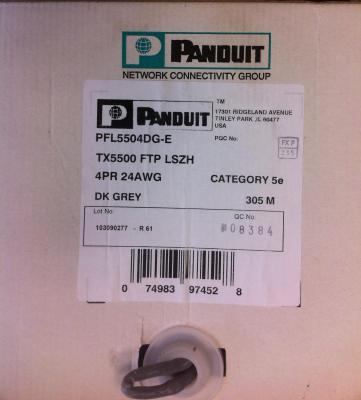 PANDUIT
NETWORK CONNECTIVITY GROUP
PANDUIT
TM
17301 RIDGELAND AVENUE
TINLEY PARK ,IL 60477
USA
PFL5504DG-E
PGC No:
FX P
TX5500 FTP LSZH
4PR 24AWG
CATEGORY 5e
DK GREY
305 M
Lot No:
QC No.
103090277 - R 61
#08384
0 74983 97452 8